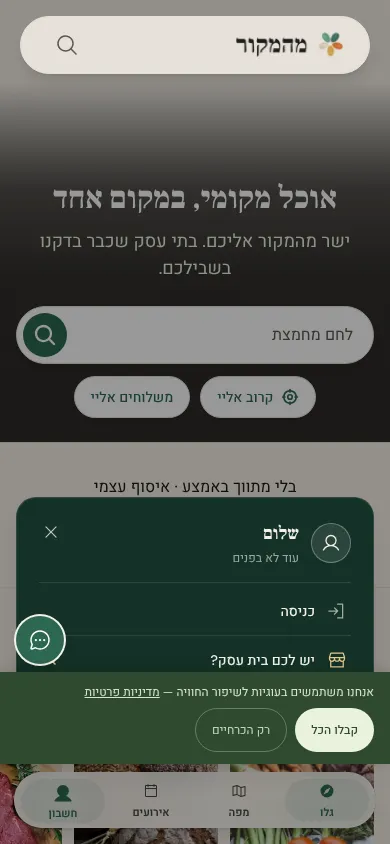 מהמקור
אוכל מקומי, במקום אחד
ישר מהמקור אליכם. בתי עסק שכבר בדקנו
בשבילכם.
לחם מחמצת
קרוב אליי
משלוחים אליי
בלי מתווך באמצע · איסוף עצמי
שלום
עוד לא בפנים
כניסה
יש לכם בית עסק?
אנחנו משתמשים בעוגיות לשיפור החוויה — מדיניות פרטיות
קבלו הכל
רק הכרחיים
גלו
מפה
אירועים
חשבון